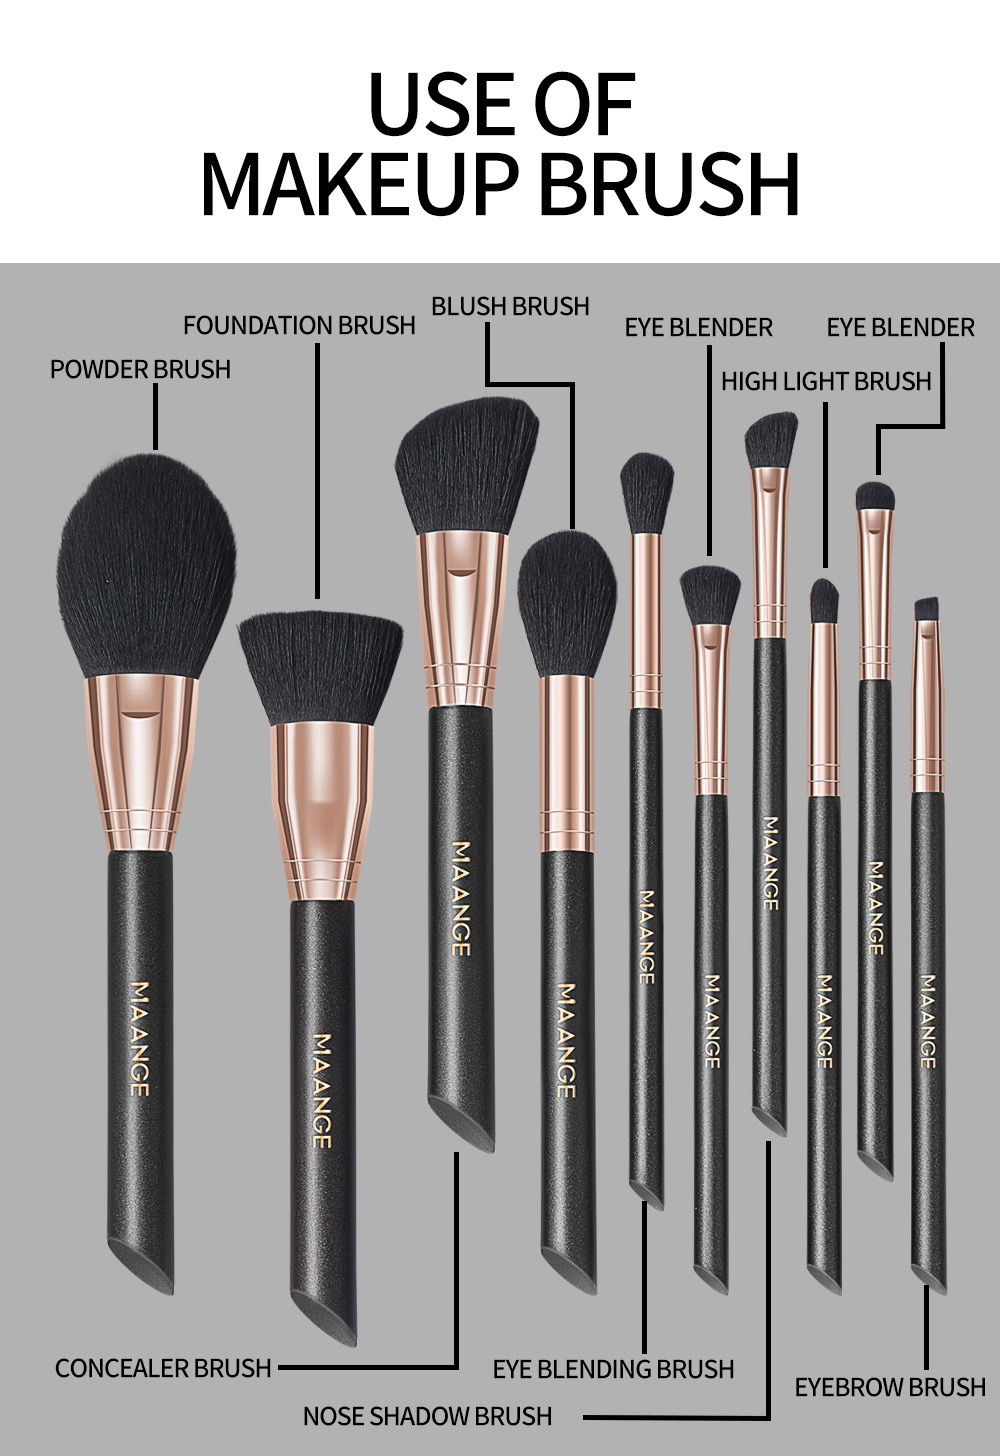 USE OF
MAKEUP BRUSH
BLUSH BRUSH
FOUNDATION BRUSH
EYE BLENDER
EYE BLENDER
POWDER BRUSH
HIGH LIGHT BRUSH
MAANGE
MAANGE
MAANGE
MAANGE
MAANGE
MAANGE
MAANGE
MAANGE
MAANGE
MAANGE
CONCEALER BRUSH
EYE BLENDING BRUSH
EYEBROW BRUSH
NOSE SHADOW BRUSH